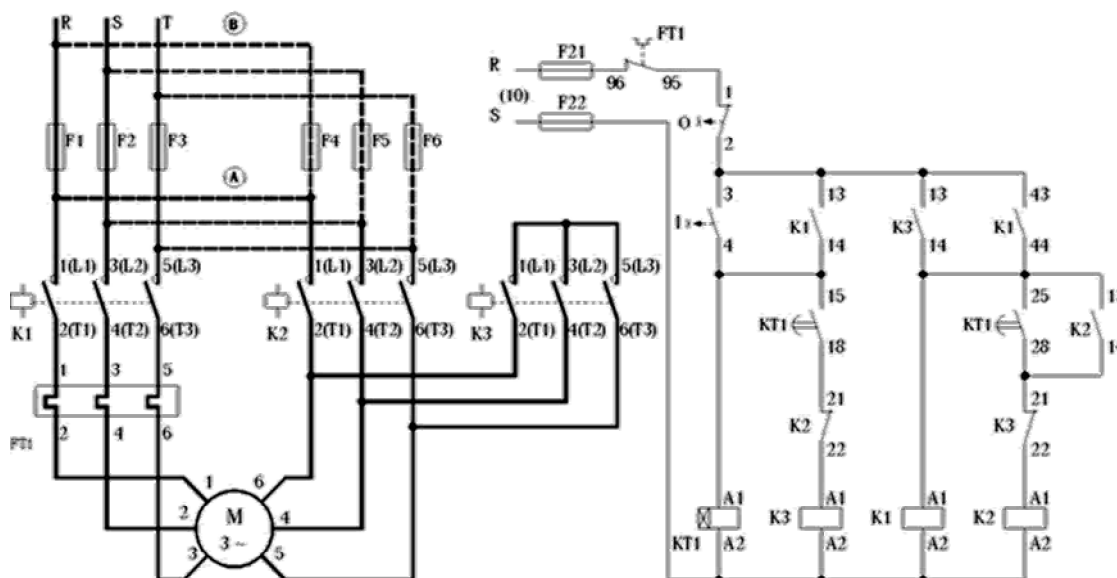 R S T B
F1 F2 F3 F4 F5 F6
A
1(L1) 3(L2) 5(L3) 1(L1) 3(L2) 5(L3) 1(L1) 3(L2) 5(L3)
K1 K2 K3
2(T1) 4(T2) 6(T3) 2(T1) 4(T2) 6(T3) 2(T1) 4(T2) 6(T3)
1 3 5
FT1
2 4 6
1 6
2 M 4
3 ~
3 5
FT1
R F21 96 95
(10)
S F22
1
O
2
3 13 13 43
I K1 K3 K1
4 14 14 44
15 25
KT1 KT1 K2
18 28
21 21
K2 K3
22 22
A1 A1 A1 A1
KT1 K3 K1 K2
A2 A2 A2 A2